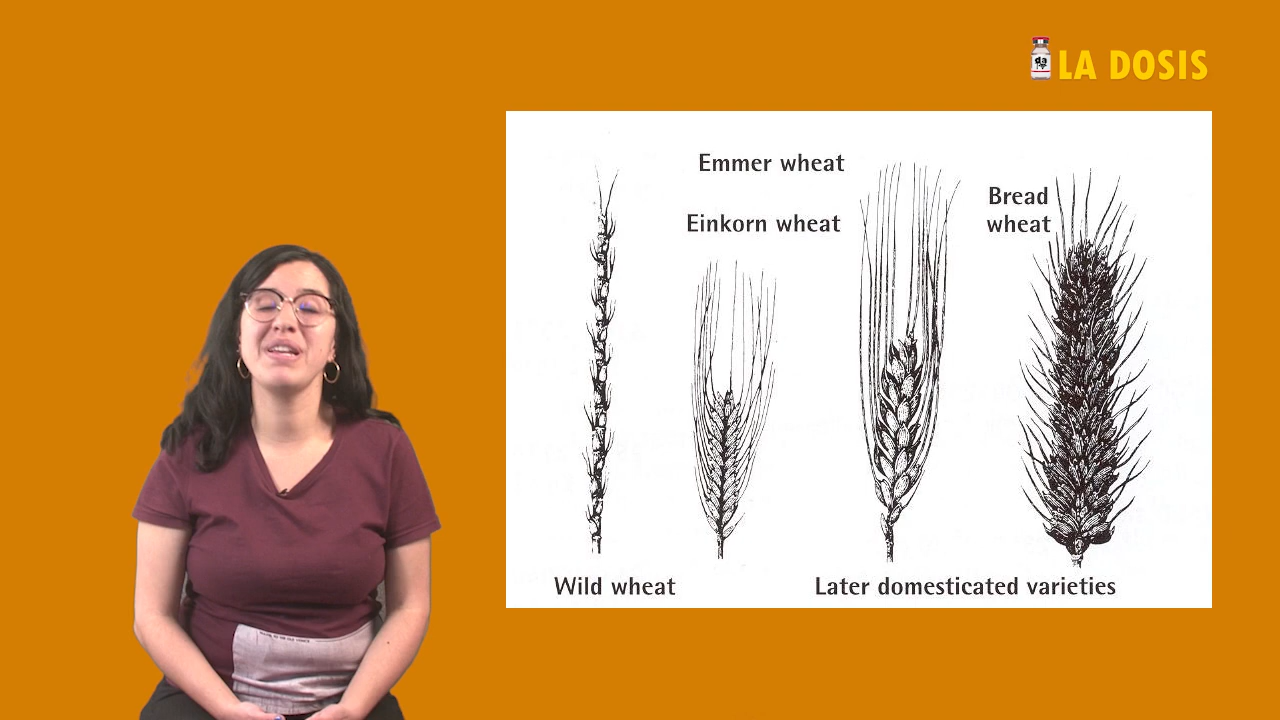 LA DOSIS
Emmer wheat
Einkorn wheat
Bread
wheat
Wild wheat
Later domesticated varieties